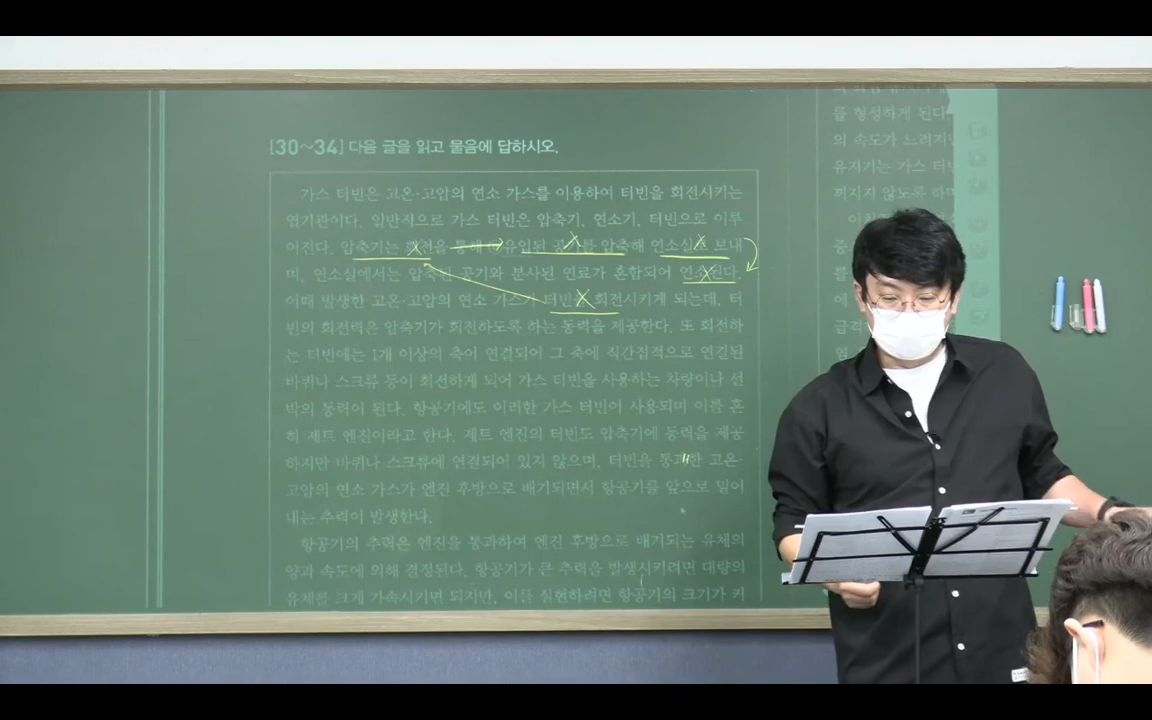 [30~34] 다음 글을 읽고 물음에 답하시오.
가스 터빈은 고온·고압의 연소 가스를 이용하여 터빈을 회전시키는
열기관이다. 일반적으로 가스 터빈은 압축기, 연소기, 터빈으로 이루
어진다. 압축기는 회전을 통해 유입된 공기를 압축해 연소실로 보내
며, 연소실에서는 압축된 공기와 분사된 연료가 혼합되어 연소된다.
이때 발생한 고온·고압의 연소 가스가 터빈을 회전시키게 되는데, 터
빈의 회전력은 압축기가 회전하도록 하는 동력을 제공한다. 또 회전하
는 터빈에는 1개 이상의 축이 연결되어 그 축에 직간접적으로 연결된
바퀴나 스크류 등이 회전하게 되어 가스 터빈을 사용하는 차량이나 선
박의 동력이 된다. 항공기에도 이러한 가스 터빈이 사용되며 이를 흔
히 제트 엔진이라고 한다. 제트 엔진의 터빈도 압축기에 동력을 제공
하지만 바퀴나 스크류에 연결되어 있지 않으며, 터빈을 통과한 고온·
고압의 연소 가스가 엔진 후방으로 배기되면서 항공기를 앞으로 밀어
내는 추력이 발생한다.
항공기의 추력은 엔진을 통과하여 엔진 후방으로 배기되는 유체의
양과 속도에 의해 결정된다. 항공기가 큰 추력을 발생시키려면 대량의
유체를 크게 가속시키면 되지만, 이를 실현하려면 항공기의 크기가 커
를 형성하게 된다
의 속도가 느려지
유지기는 가스 터
꺼지지 않도록 하